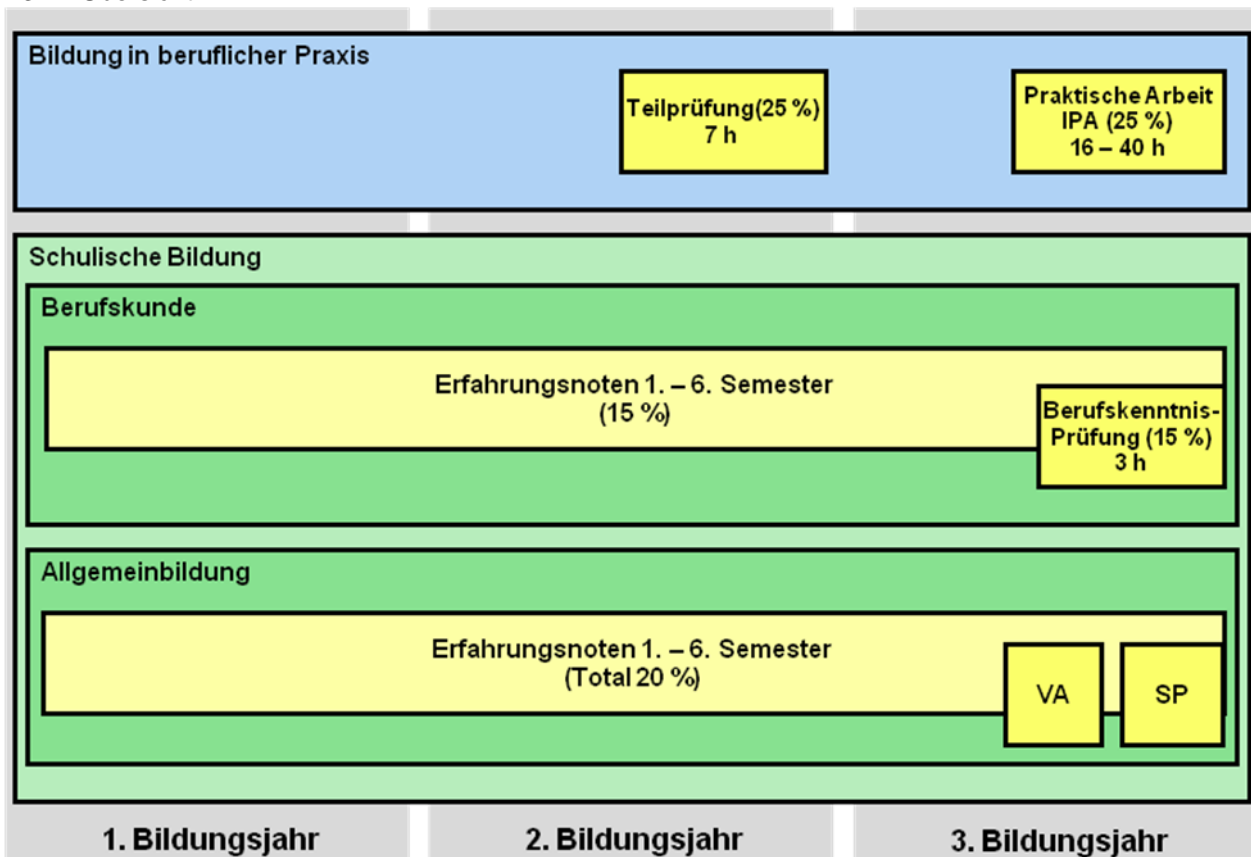 Bildung in beruflicher Praxis
Teilprüfung(25 %)
7 h
Praktische Arbeit
IPA (25 %)
16 – 40 h
Schulische Bildung
Berufskunde
Erfahrungsnoten 1. – 6. Semester
(15 %)
Berufskenntnis-
Prüfung (15 %)
3 h
Allgemeinbildung
Erfahrungsnoten 1. – 6. Semester
(Total 20 %)
VA
SP
1. Bildungsjahr
2. Bildungsjahr
3. Bildungsjahr